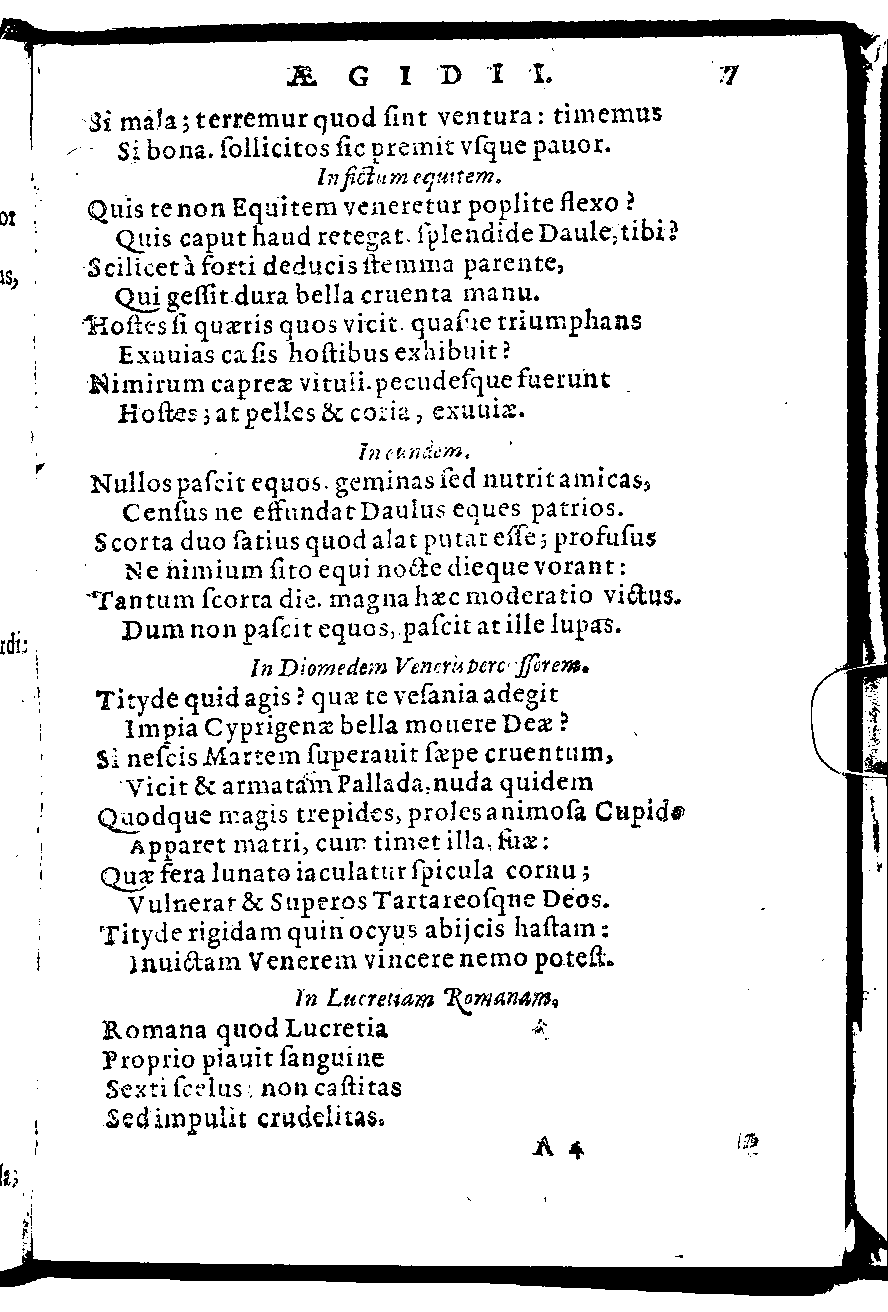 ÆGIDII. 7
Si mala; terremur quod ſint ventura: timemus
Si bona. ſollicitos ſic premit vſque pauor.
In fictum equitem.
Quis te non Equitem veneretur poplite flexo?
Quis caput haud retegat. ſplendide Daule, tibi?
Scilicet à forti deducis ſtemma parente,
Qui geſſit dura bella cruenta manu.
Hoſtes ſi quæris quos vicit. quaſue triumphans
Exuuias cæſis hoſtibus exhibuit?
Nimirum capreæ vituli. pecudeſque fuerunt
Hoſtes; at pelles & coria, exuuiæ.
In eundem.
Nullos paſcit equos. geminas ſed nutrit amicas,
Cenſus ne effundat Daulus eques patrios.
Scorta duo ſatius quod alat putat eſſe; profuſus
Ne nimium ſito equi nocte dieque vorant:
Tantum ſcorta die. magna hæc moderatio victus.
Dum non paſcit equos, paſcit at ille lupas.
In Diomedem Veneris percuſſorem.
Tityde quid agis? quæ te veſania adegit
Impia Cyprigenæ bella mouere Deæ?
Si neſcis Martem ſuperauit ſæpe cruentum,
Vicit & armatam Pallada, nuda quidem
Quodque magis trepides, proles animoſa Cupido
Apparet matri, cum timet illa, ſuæ:
Quæ fera lunato iaculatur ſpicula cornu;
Vulnerat & Superos Tartareoſqne Deos.
Tityde rigidam quin ocyus abijcis haſtam:
Inuictam Venerem vincere nemo poteſt.
In Lucretiam Romanam,
Romana quod Lucretia
Proprio piauit ſanguine
Sexti ſcelus: non caſtitas
Sed impulit crudelitas.
A 4